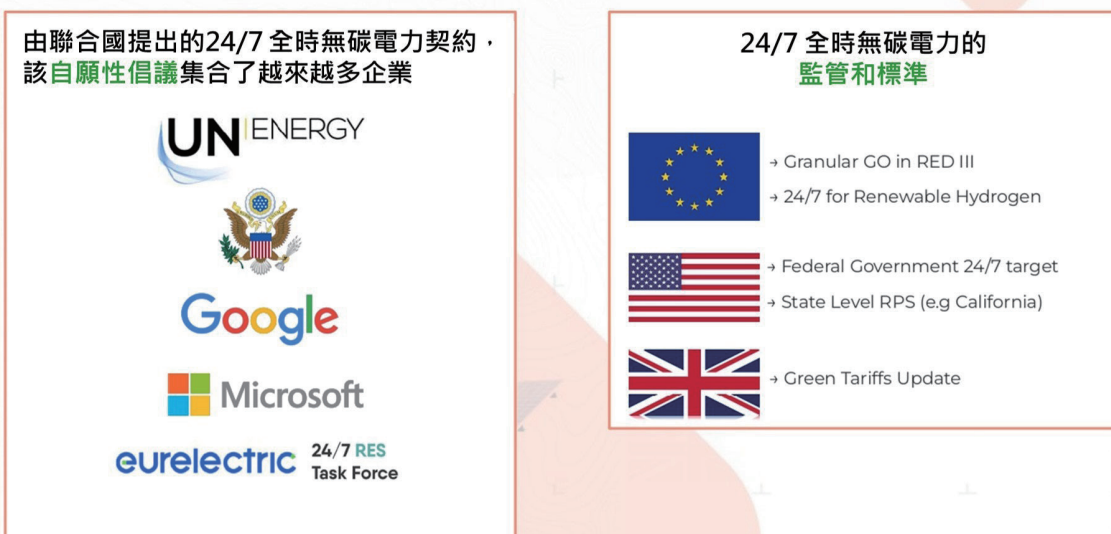 由聯合國提出的24/7 全時無碳電力契約，
該自願性倡議集合了越來越多企業
UN ENERGY
Google
Microsoft
eurelectric 24/7 RES
Task Force
24/7 全時無碳電力的
監管和標準
→ Granular GO in RED III
→ 24/7 for Renewable Hydrogen
→ Federal Government 24/7 target
→ State Level RPS (e.g California)
→ Green Tariffs Update